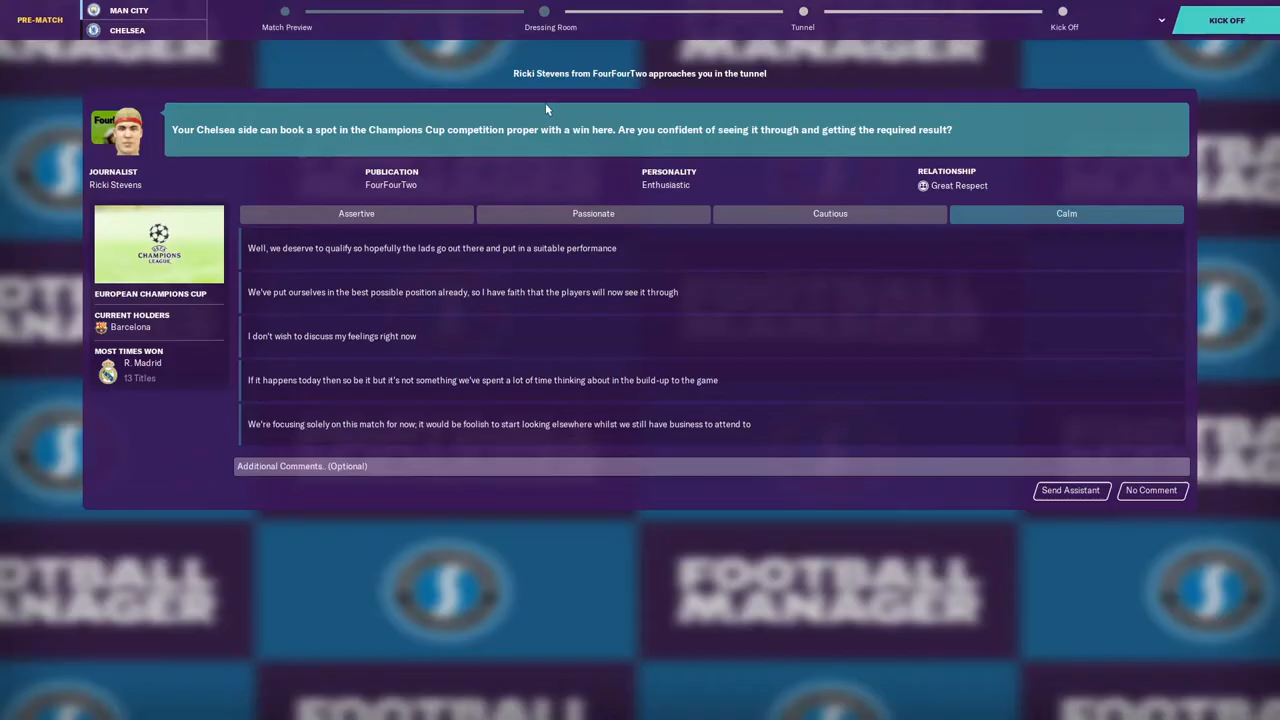 PRE-MATCH
MAN CITY
CHELSEA
Match Preview
Dressing Room
Tunnel
Kick Off
KICK OFF
Ricki Stevens from FourFourTwo approaches you in the tunnel
Four
Your Chelsea side can book a spot in the Champions Cup competition proper with a win here. Are you confident of seeing it through and getting the required result?
JOURNALIST
Ricki Stevens
PUBLICATION
FourFourTwo
PERSONALITY
Enthusiastic
RELATIONSHIP
Great Respect
Assertive
Passionate
Cautious
Calm
UEFA
CHAMPIONS
LEAGUE
EUROPEAN CHAMPIONS CUP
CURRENT HOLDERS
Barcelona
MOST TIMES WON
R. Madrid
13 Titles
Well, we deserve to qualify so hopefully the lads go out there and put in a suitable performance
We've put ourselves in the best possible position already, so I have faith that the players will now see it through
I don't wish to discuss my feelings right now
If it happens today then so be it but it's not something we've spent a lot of time thinking about in the build-up to the game
We're focusing solely on this match for now; it would be foolish to start looking elsewhere whilst we still have business to attend to
Additional Comments.. (Optional)
Send Assistant
No Comment
FOOTBALL
MANAGER
FOOTBALL
MANAGER